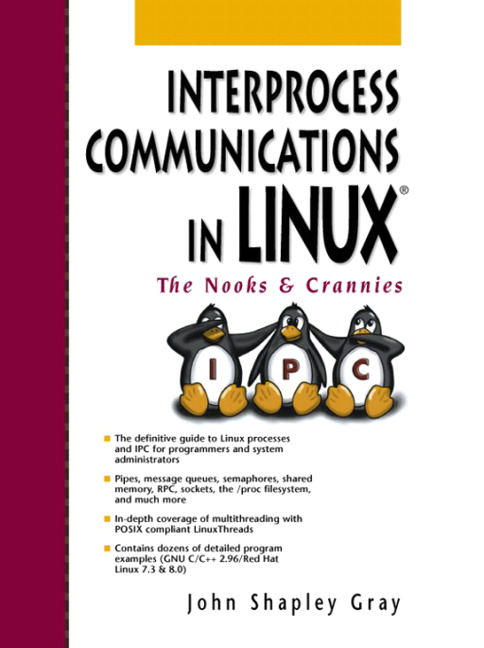 INTERPROCESS
COMMUNICATIONS
IN LINUX®
The Nooks & Crannies
I P C
The definitive guide to Linux processes
and IPC for programmers and system
administrators
Pipes, message queues, semaphores, shared
memory, RPC, sockets, the /proc filesystem,
and much more
In-depth coverage of multithreading with
POSIX compliant LinuxThreads
Contains dozens of detailed program
examples (GNU C/C++ 2.96/Red Hat
Linux 7.3 & 8.0)
John Shapley Gray